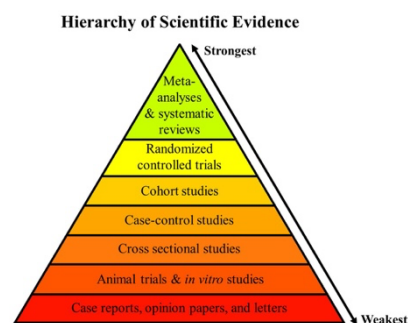 Hierarchy of Scientific Evidence
Strongest
Meta-
analyses
& systematic
reviews
Randomized
controlled trials
Cohort studies
Case-control studies
Cross sectional studies
Animal trials & in vitro studies
Case reports, opinion papers, and letters
Weakest